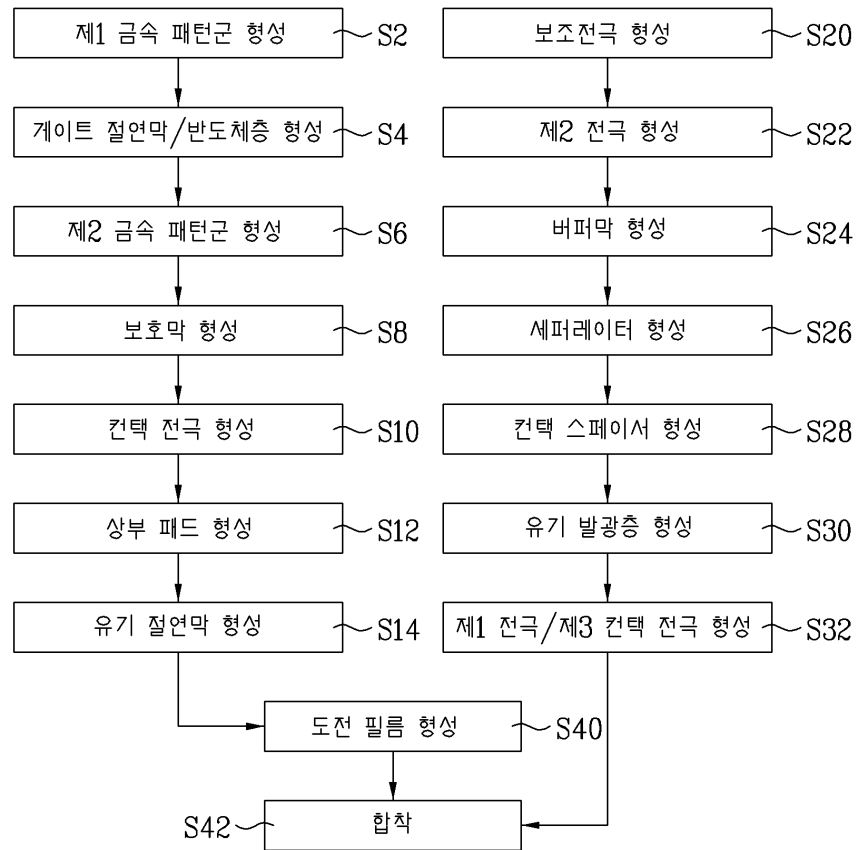 제1 금속 패턴군 형성 S2
게이트 절연막/반도체층 형성 S4
제2 금속 패턴군 형성 S6
보호막 형성 S8
컨택 전극 형성 S10
상부 패드 형성 S12
유기 절연막 형성 S14
보조전극 형성 S20
제2 전극 형성 S22
버퍼막 형성 S24
세퍼레이터 형성 S26
컨택 스페이서 형성 S28
유기 발광층 형성 S30
제1 전극/제3 컨택 전극 형성 S32
도전 필름 형성 S40
S42 합착